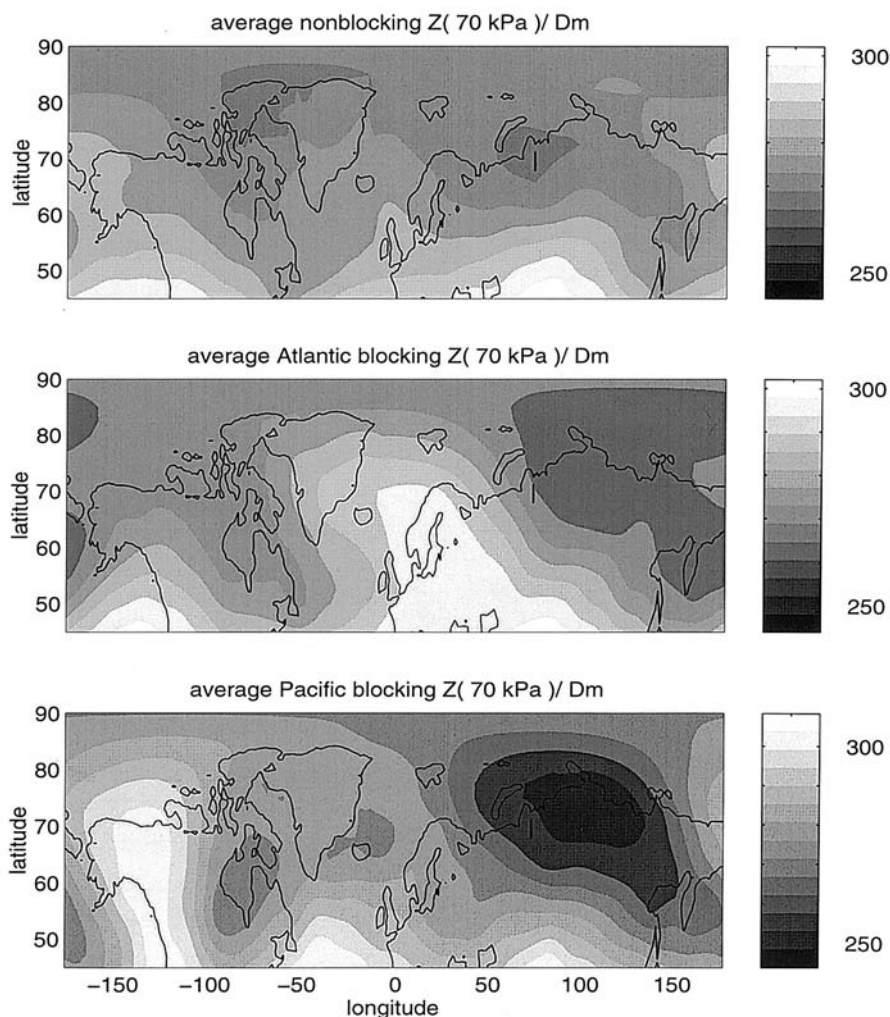 average nonblocking Z( 70 kPa )/ Dm
90
80
70
60
50
latitude
300
250
average Atlantic blocking Z( 70 kPa )/ Dm
90
80
70
60
50
latitude
300
250
average Pacific blocking Z( 70 kPa )/ Dm
90
80
70
60
50
latitude
300
250
−150 −100 −50 0 50 100 150
longitude